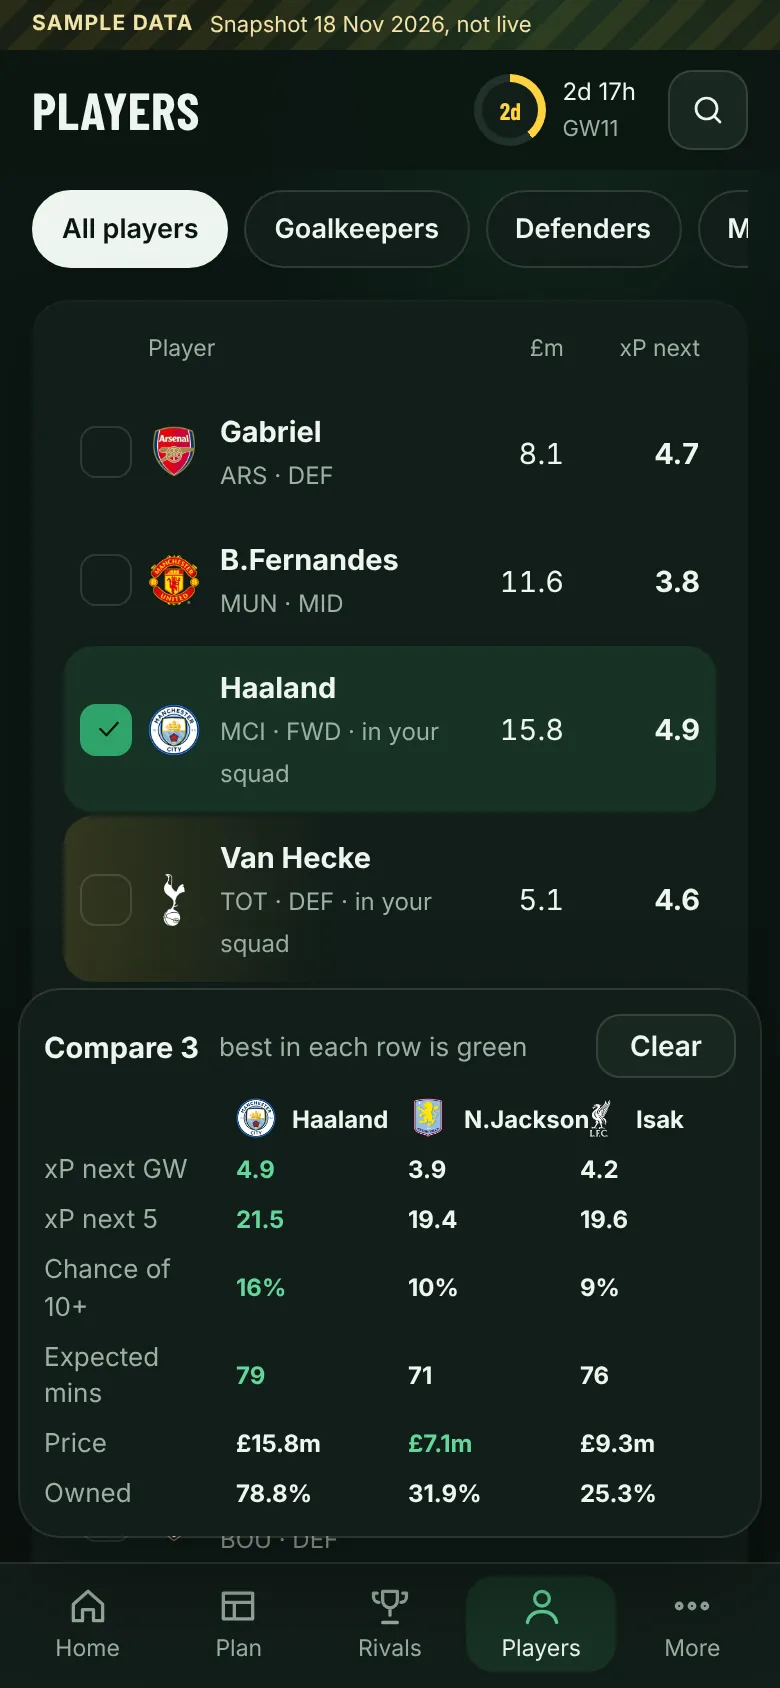 SAMPLE DATA Snapshot 18 Nov 2026, not live
PLAYERS
2d
2d 17h
GW11
All players Goalkeepers Defenders M
Player £m xP next
Arsenal
Gabriel
ARS · DEF
8.1 4.7
MANCHESTER
UNITED
B.Fernandes
MUN · MID
11.6 3.8
MANCHESTER
CITY
Haaland
MCI · FWD · in your
squad
15.8 4.9
Van Hecke
TOT · DEF · in your
squad
5.1 4.6
Compare 3 best in each row is green Clear
Haaland N.Jackson L.F.C. Isak
xP next GW 4.9 3.9 4.2
xP next 5 21.5 19.4 19.6
Chance of
10+
16% 10% 9%
Expected
mins
79 71 76
Price £15.8m £7.1m £9.3m
Owned 78.8% 31.9% 25.3%
BOU · DEF
Home Plan Rivals Players More